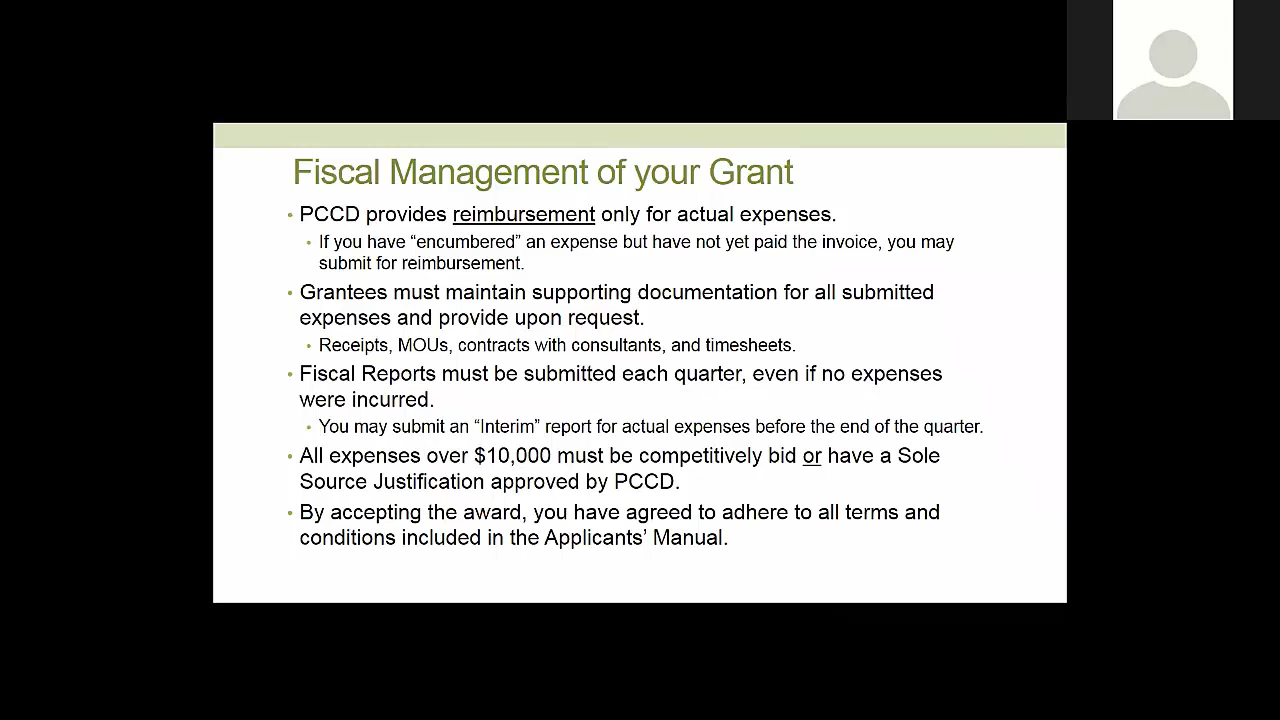 Fiscal Management of your Grant
• PCCD provides reimbursement only for actual expenses.
• If you have “encumbered” an expense but have not yet paid the invoice, you may
submit for reimbursement.
• Grantees must maintain supporting documentation for all submitted
expenses and provide upon request.
• Receipts, MOUs, contracts with consultants, and timesheets.
• Fiscal Reports must be submitted each quarter, even if no expenses
were incurred.
• You may submit an “Interim” report for actual expenses before the end of the quarter.
• All expenses over $10,000 must be competitively bid or have a Sole
Source Justification approved by PCCD.
• By accepting the award, you have agreed to adhere to all terms and
conditions included in the Applicants’ Manual.